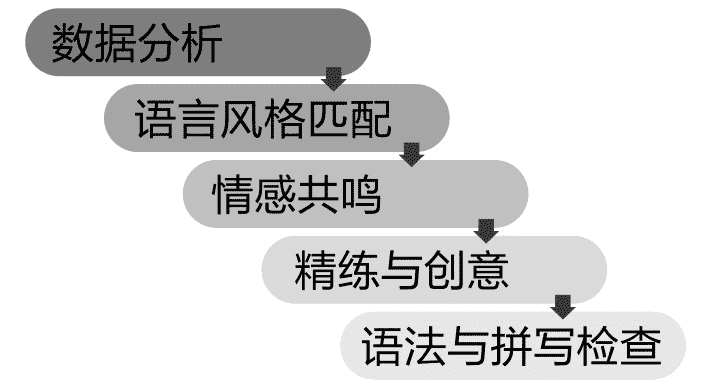 数据分析
语言风格匹配
情感共鸣
精练与创意
语法与拼写检查